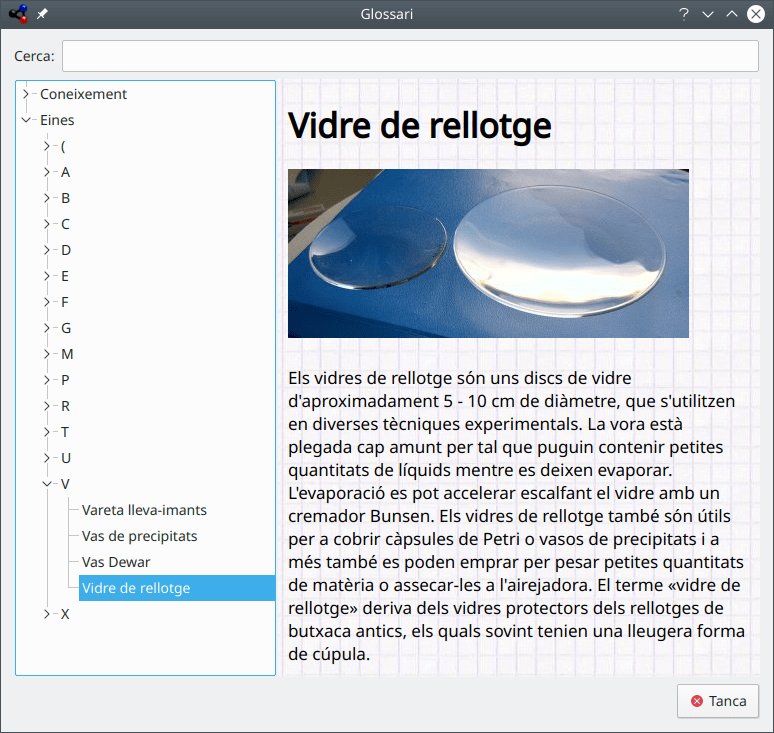 Glossari
Cerca:
Coneixement
Eines
(
A
B
C
D
E
F
G
M
P
R
T
U
V
Vareta lleva-imants
Vas de precipitats
Vas Dewar
Vidre de rellotge
X
Vidre de rellotge
Els vidres de rellotge són uns discs de vidre
d'aproximadament 5 - 10 cm de diàmetre, que s'utilitzen
en diverses tècniques experimentals. La vora està
plegada cap amunt per tal que puguin contenir petites
quantitats de líquids mentre es deixen evaporar.
L'evaporació es pot accelerar escalfant el vidre amb un
cremador Bunsen. Els vidres de rellotge també són útils
per a cobrir càpsules de Petri o vasos de precipitats i a
més també es poden emprar per pesar petites quantitats
de matèria o assecar-les a l'airejadora. El terme «vidre de
rellotge» deriva dels vidres protectors dels rellotges de
butxaca antics, els quals sovint tenien una lleugera forma
de cúpula.
Tanca